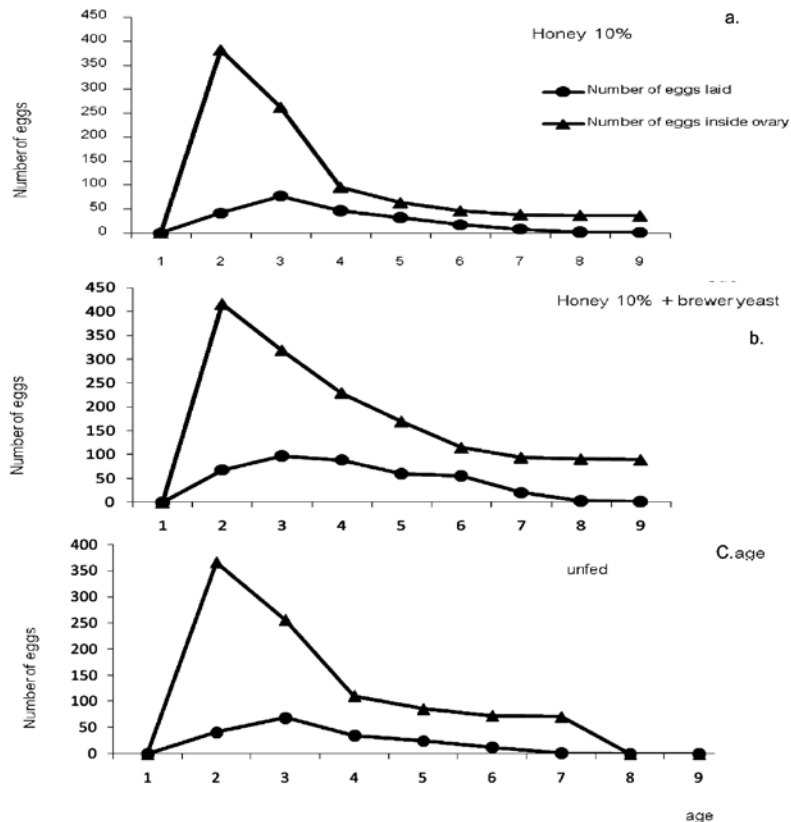 a.
Honey 10%
Number of eggs laid
Number of eggs inside ovary
Number of eggs
450
400
350
300
250
200
150
100
50
0
1 2 3 4 5 6 7 8 9
Honey 10% + brewer yeast
b.
Number of eggs
450
400
350
300
250
200
150
100
50
0
1 2 3 4 5 6 7 8 9
C.age
unfed
Number of eggs
400
350
300
250
200
150
100
50
0
1 2 3 4 5 6 7 8 9
age